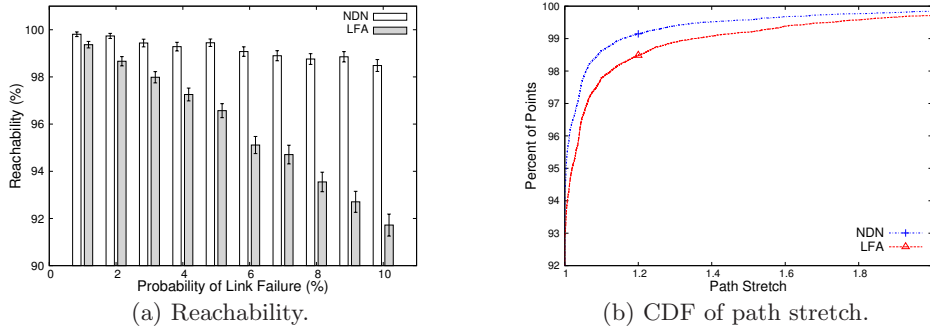 NDN
LFA
100
98
96
94
92
90
Reachability (%)
0 2 4 6 8 10
Probability of Link Failure (%)
(a) Reachability.
100
99
98
97
96
95
94
93
92
Percent of Points
NDN
LFA
1 1.2 1.4 1.6 1.8
Path Stretch
(b) CDF of path stretch.